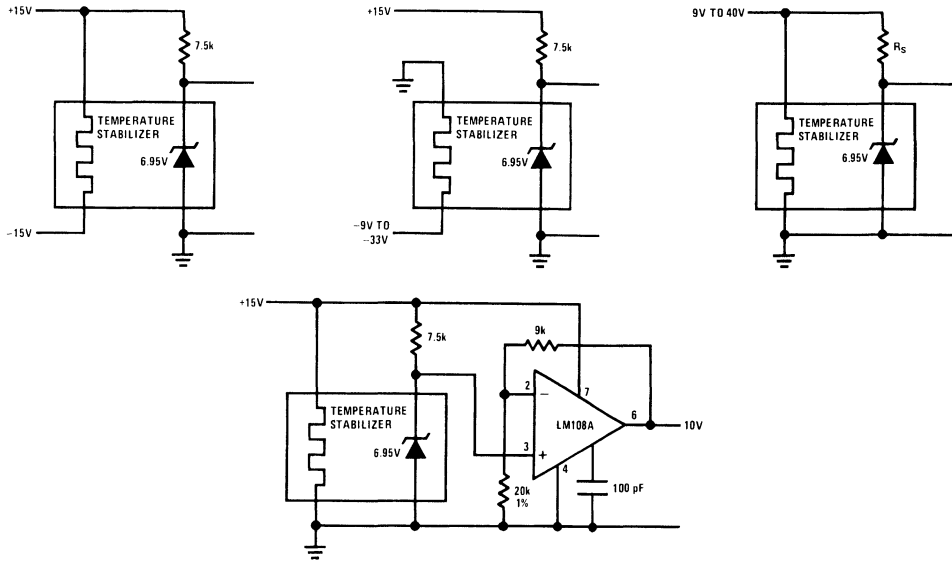 +15V
7.5k
TEMPERATURE
STABILIZER
6.95V
−15V
+15V
7.5k
TEMPERATURE
STABILIZER
6.95V
−9V TO
−33V
9V TO 40V
RS
TEMPERATURE
STABILIZER
6.95V
+15V
7.5k
TEMPERATURE
STABILIZER
6.95V
9k
2
−
7
LM108A
6
10V
3
+
4
20k
1%
100 pF